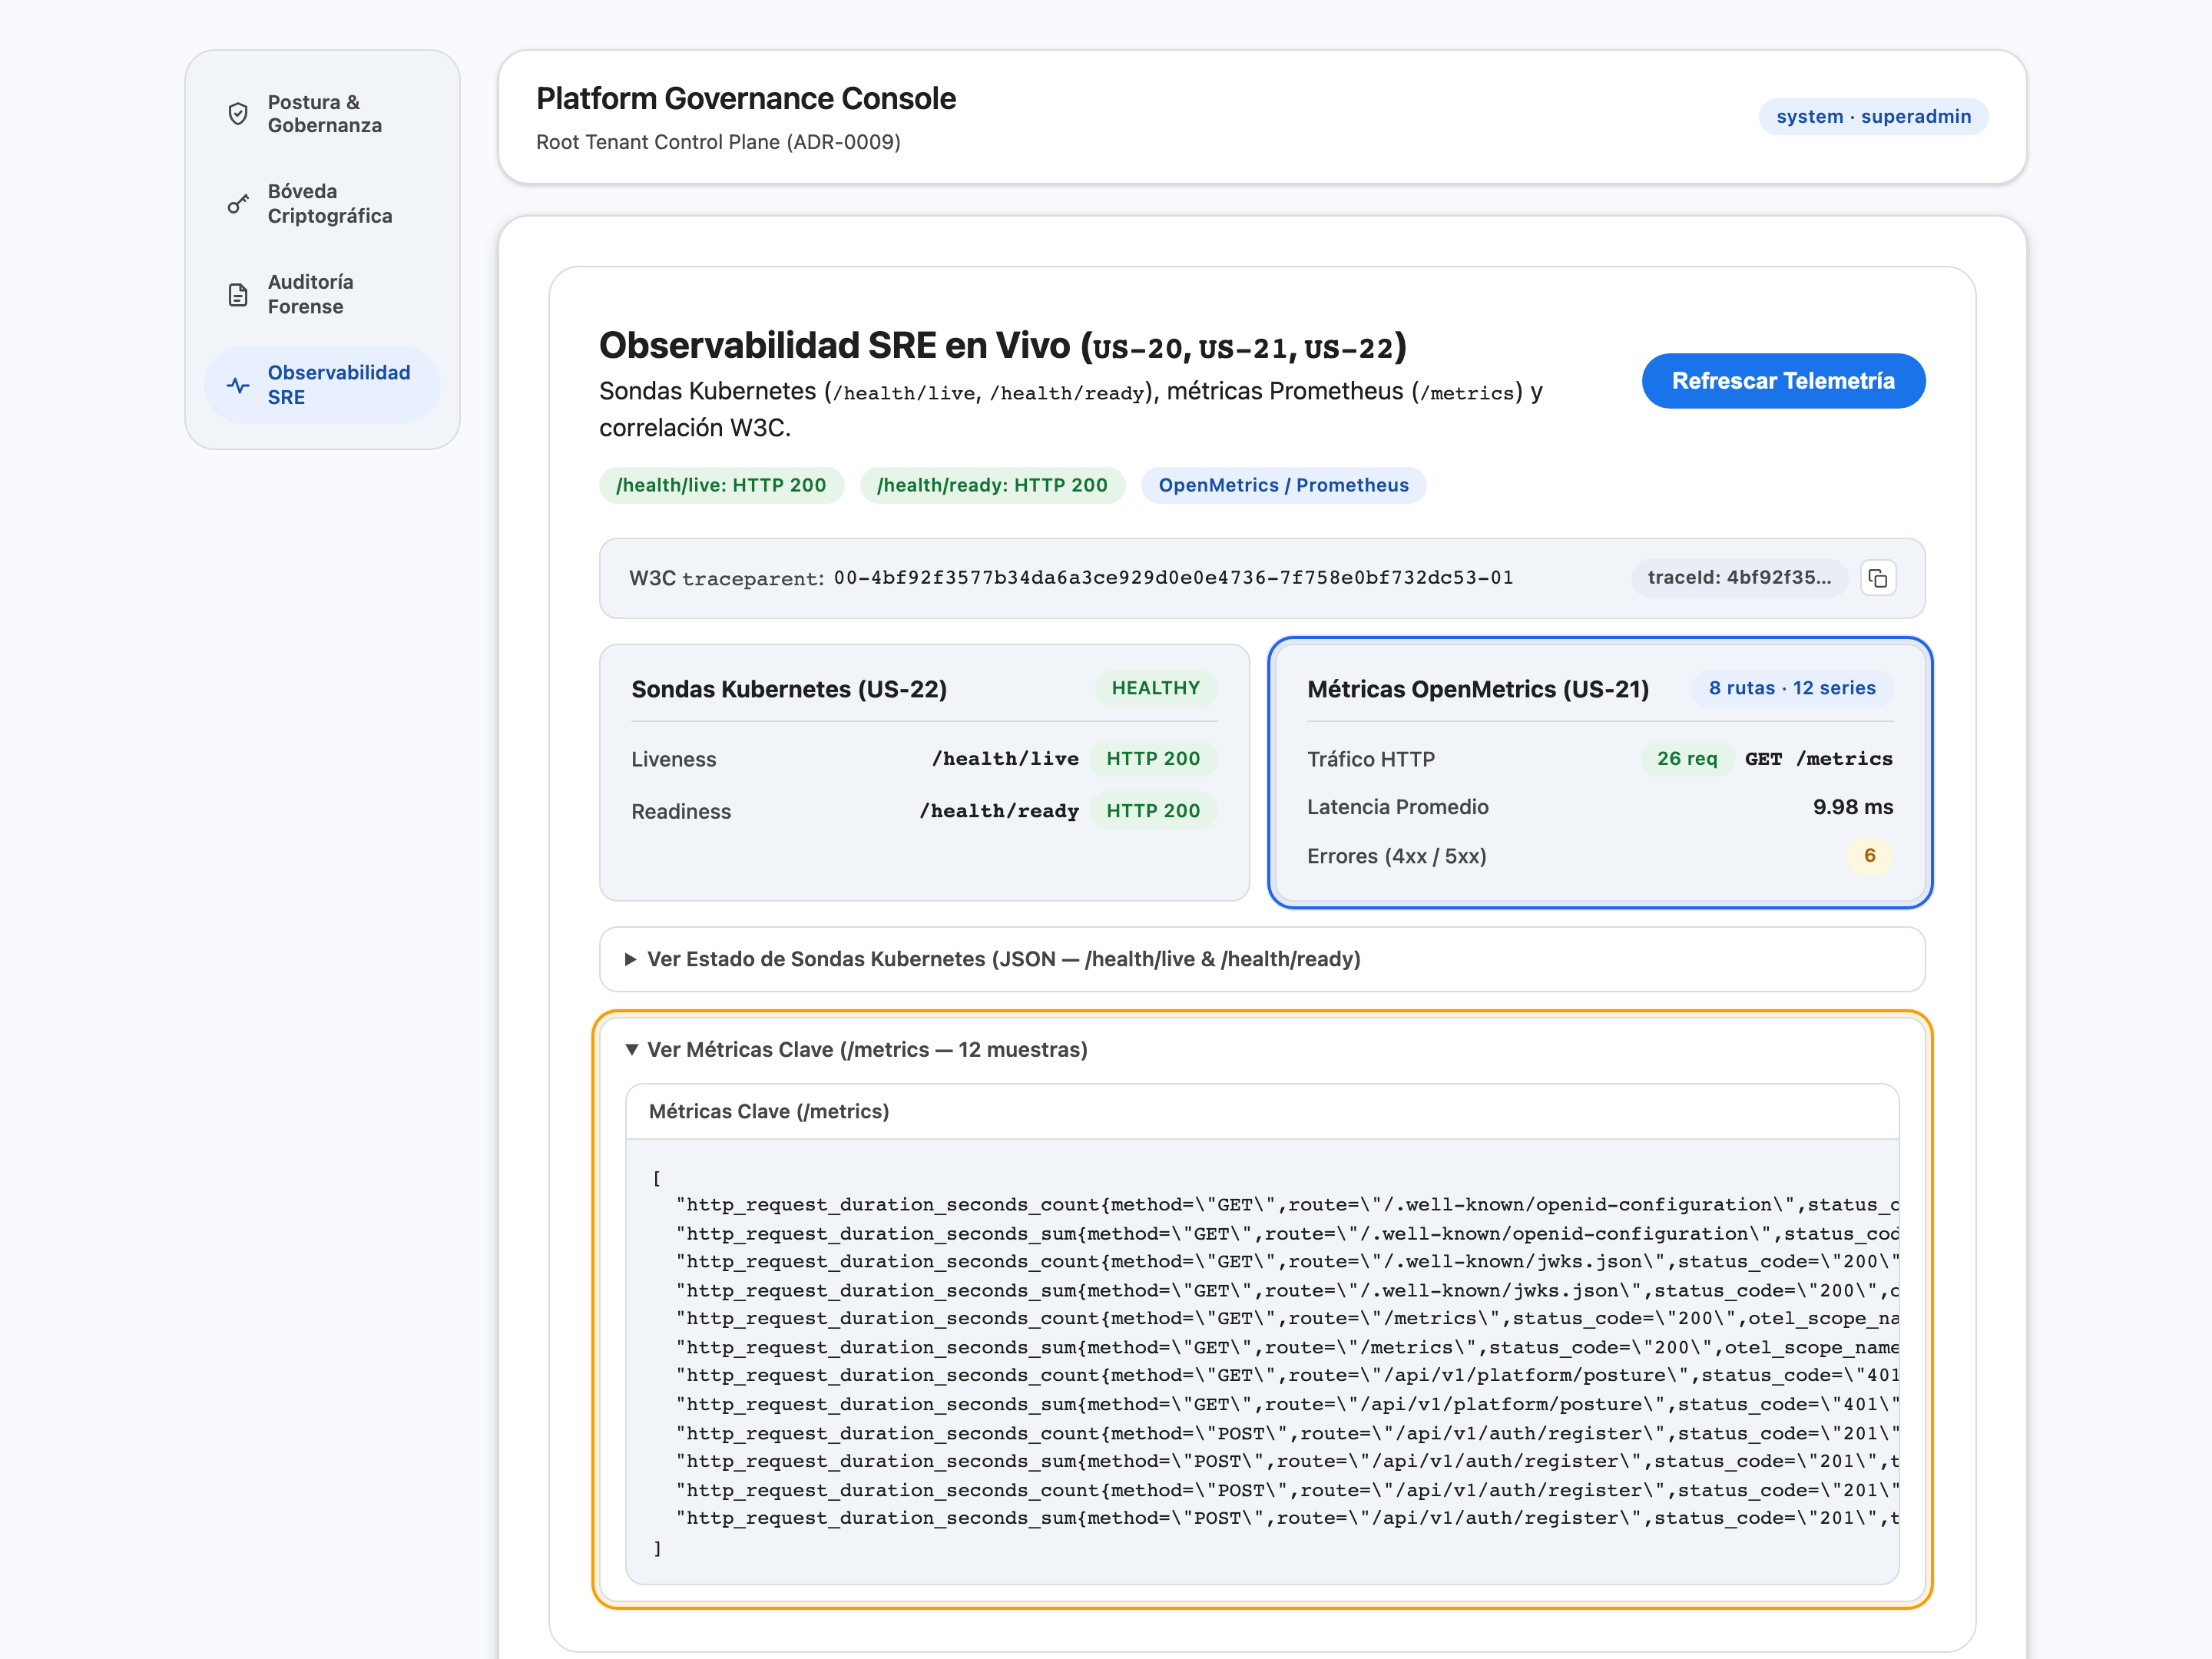 Postura &
Gobernanza
Bóveda
Criptográfica
Auditoría
Forense
Observabilidad
SRE
Platform Governance Console
Root Tenant Control Plane (ADR-0009)
system · superadmin
Observabilidad SRE en Vivo (US-20, US-21, US-22)
Sondas Kubernetes (/health/live, /health/ready), métricas Prometheus (/metrics) y
correlación W3C.
Refrescar Telemetría
/health/live: HTTP 200
/health/ready: HTTP 200
OpenMetrics / Prometheus
W3C traceparent: 00-4bf92f3577b34da6a3ce929d0e0e4736-7f758e0bf732dc53-01
traceId: 4bf92f35...
Sondas Kubernetes (US-22)
HEALTHY
Liveness
/health/live
HTTP 200
Readiness
/health/ready
HTTP 200
Métricas OpenMetrics (US-21)
8 rutas · 12 series
Tráfico HTTP
26 req
GET /metrics
Latencia Promedio
9.98 ms
Errores (4xx / 5xx)
6
Ver Estado de Sondas Kubernetes (JSON — /health/live & /health/ready)
Ver Métricas Clave (/metrics — 12 muestras)
Métricas Clave (/metrics)
[
"http_request_duration_seconds_count{method=\"GET\",route=\"/.well-known/openid-configuration\",status_c
"http_request_duration_seconds_sum{method=\"GET\",route=\"/.well-known/openid-configuration\",status_cod
"http_request_duration_seconds_count{method=\"GET\",route=\"/.well-known/jwks.json\",status_code=\"200\"
"http_request_duration_seconds_sum{method=\"GET\",route=\"/.well-known/jwks.json\",status_code=\"200\",c
"http_request_duration_seconds_count{method=\"GET\",route=\"/metrics\",status_code=\"200\",otel_scope_na
"http_request_duration_seconds_sum{method=\"GET\",route=\"/metrics\",status_code=\"200\",otel_scope_name
"http_request_duration_seconds_count{method=\"GET\",route=\"/api/v1/platform/posture\",status_code=\"401
"http_request_duration_seconds_sum{method=\"GET\",route=\"/api/v1/platform/posture\",status_code=\"401\"
"http_request_duration_seconds_count{method=\"POST\",route=\"/api/v1/auth/register\",status_code=\"201\"
"http_request_duration_seconds_sum{method=\"POST\",route=\"/api/v1/auth/register\",status_code=\"201\",t
"http_request_duration_seconds_count{method=\"POST\",route=\"/api/v1/auth/register\",status_code=\"201\"
"http_request_duration_seconds_sum{method=\"POST\",route=\"/api/v1/auth/register\",status_code=\"201\",t
]